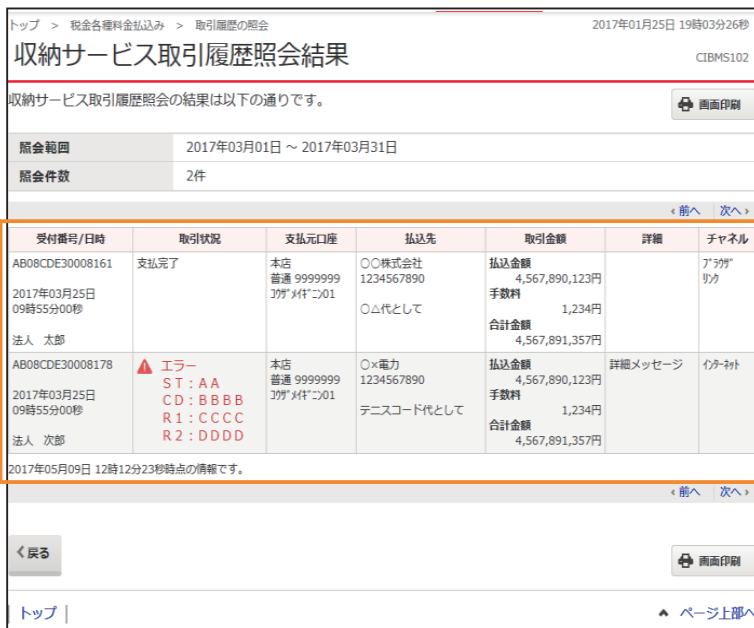 トップ > 税金各種料金払込み > 取引履歴の照会
2017年01月25日 19時03分26秒
収納サービス取引履歴照会結果
CIBMS102
収納サービス取引履歴照会の結果は以下の通りです。
画面印刷
照会範囲 2017年03月01日 ～ 2017年03月31日
照会件数 2件
‹前へ 次へ›
受付番号/日時 取引状況 支払元口座 払込先 取引金額 詳細 チャネル
AB08CDE30008161
2017年03月25日
09時55分00秒
法人 太郎
支払完了
本店
普通 9999999
ｺｳｻﾞﾒｲｷﾞﾆﾝ01
〇〇株式会社
1234567890
〇△代として
払込金額
4,567,890,123円
手数料
1,234円
合計金額
4,567,891,357円
ﾌﾞﾗｳｻﾞ
ﾘﾝｸ
AB08CDE30008178
2017年03月25日
09時55分00秒
法人 次郎
エラー
ST：AA
CD：BBBB
R1：CCCC
R2：DDDD
本店
普通 9999999
ｺｳｻﾞﾒｲｷﾞﾆﾝ01
〇×電力
1234567890
テニスコード代として
払込金額
4,567,890,123円
手数料
1,234円
合計金額
4,567,891,357円
詳細メッセージ
ｲﾝﾀｰﾈｯﾄ
2017年05月09日 12時12分23秒時点の情報です。
‹前へ 次へ›
戻る
画面印刷
トップ
ページ上部へ